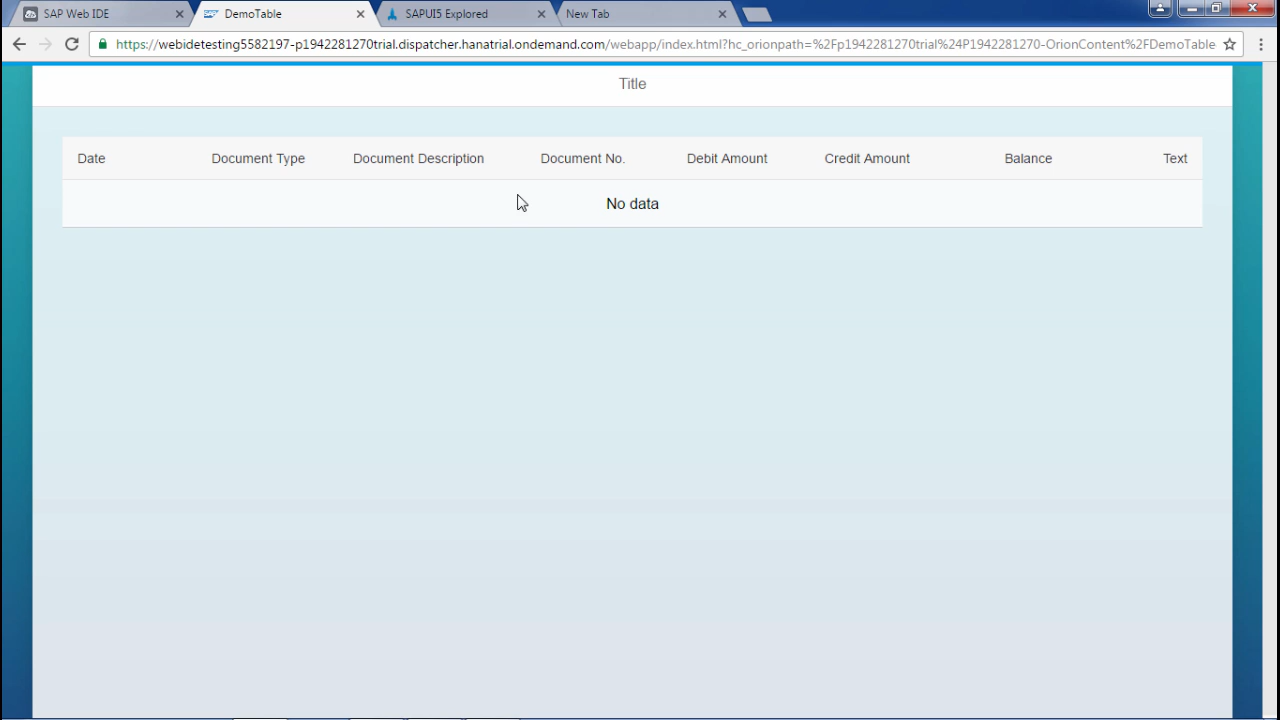 SAP Web IDE
DemoTable
SAPUI5 Explored
New Tab
https://webidetesting5582197-p1942281270trial.dispatcher.hanatrial.ondemand.com/webapp/index.html?hc_orionpath=%2Fp1942281270trial%24P1942281270-OrionContent%2FDemoTable
Title
Date Document Type Document Description Document No. Debit Amount Credit Amount Balance Text
No data